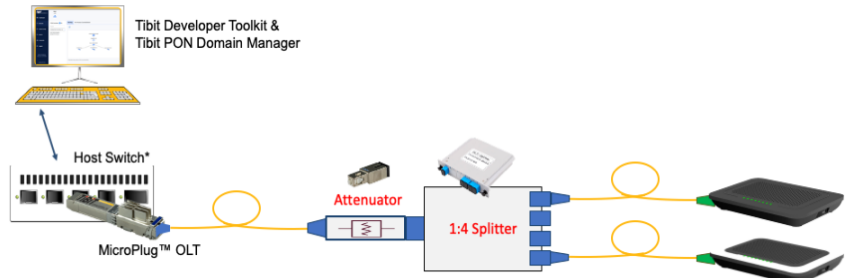 Tibit Developer Toolkit &
Tibit PON Domain Manager
Host Switch*
MicroPlug™ OLT
Attenuator
1:4 Splitter